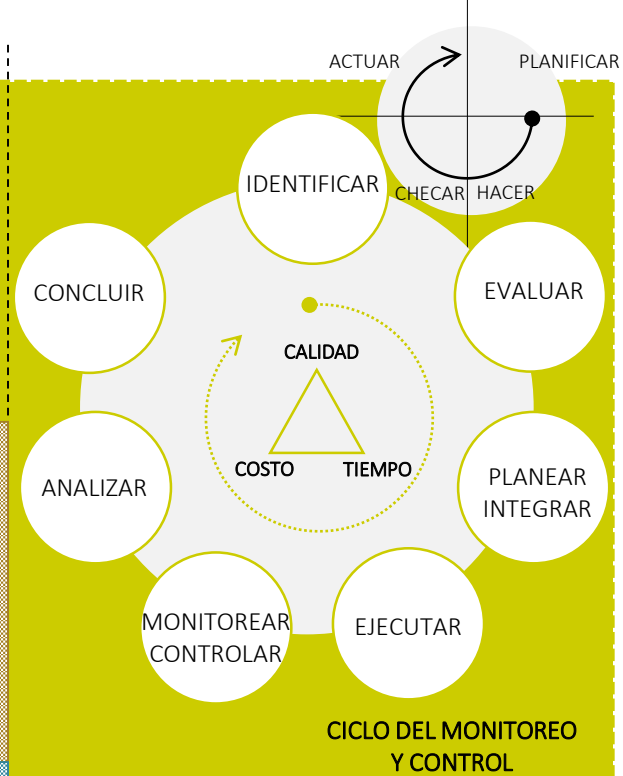 ACTUAR
PLANIFICAR
CHECAR
HACER
IDENTIFICAR
EVALUAR
CONCLUIR
CALIDAD
COSTO
TIEMPO
PLANEAR
INTEGRAR
ANALIZAR
MONITOREAR
CONTROLAR
EJECUTAR
CICLO DEL MONITOREO
Y CONTROL